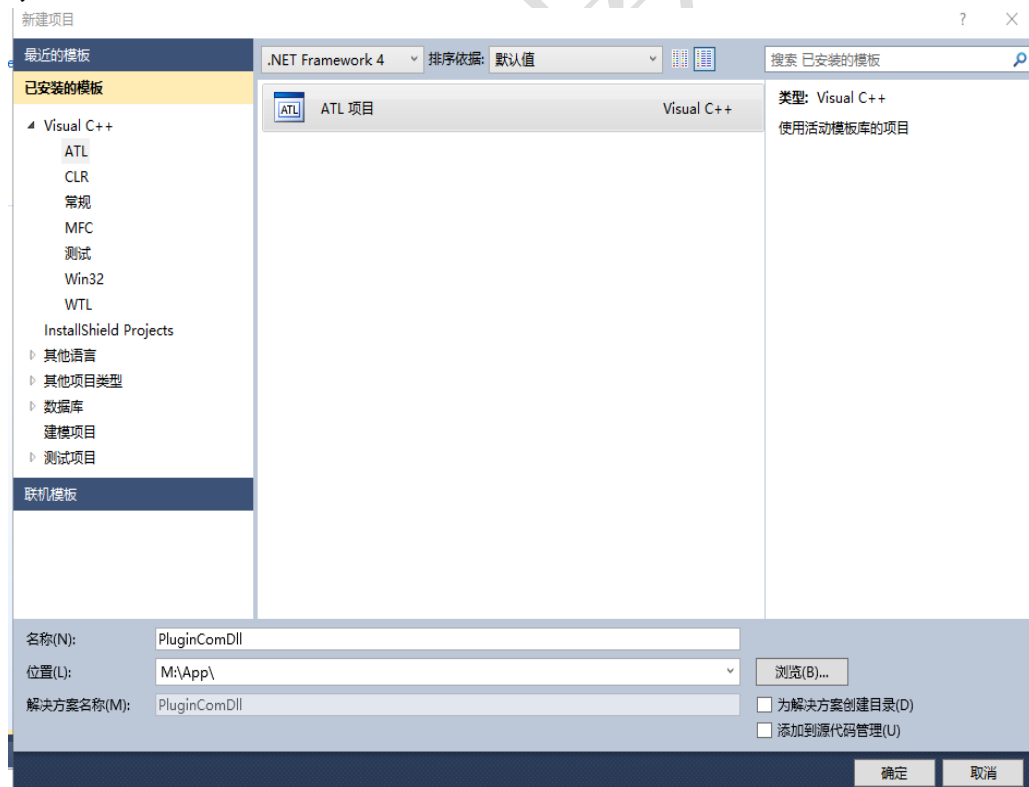 新建项目
?
最近的模板
.NET Framework 4
排序依据: 默认值
搜索 已安装的模板
已安装的模板
Visual C++
ATL
CLR
常规
MFC
测试
Win32
WTL
InstallShield Projects
其他语言
其他项目类型
数据库
建模项目
测试项目
联机模板
ATL
ATL 项目
Visual C++
类型: Visual C++
使用活动模板库的项目
名称(N): PluginComDll
位置(L): M:\App\
浏览(B)...
解决方案名称(M): PluginComDll
为解决方案创建目录(D)
添加到源代码管理(U)
确定
取消